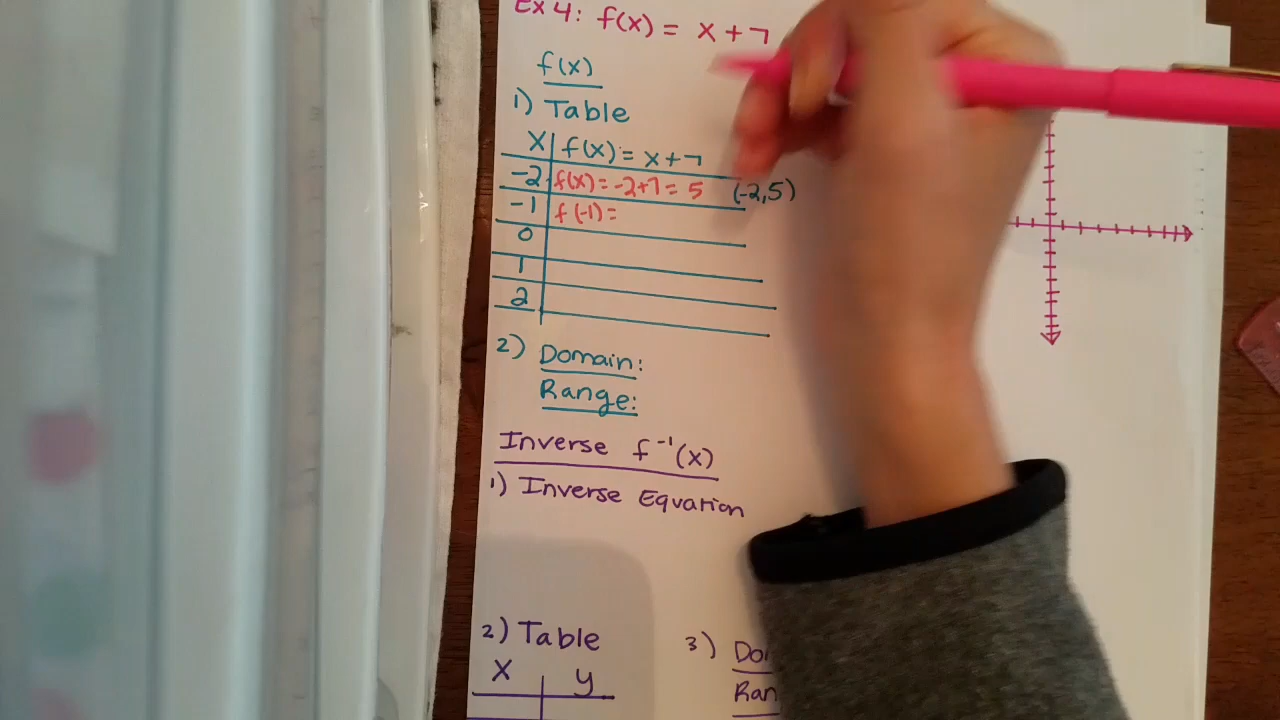 Ex 4: f(x) = x + 7
f(x)
1) Table
X f(x) = x + 7
-2 f(x) = -2+7 = 5 (-2,5)
-1 f(-1) =
0
1
2
2) Domain:
Range:
Inverse f⁻¹(x)
1) Inverse Equation
2) Table 3)
X y